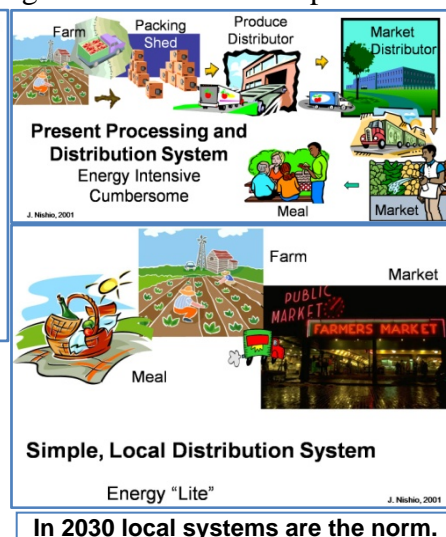 Farm
Packing
Shed
Produce
Distributor
Market
Distributor
Present Processing and
Distribution System
Energy Intensive
Cumbersome
Meal
Market
J. Nishio, 2001
Farm
Market
PUBLIC
MARKET
FARMERS MARKET
Meal
Simple, Local Distribution System
Energy “Lite”
J. Nishio, 2001
In 2030 local systems are the norm.